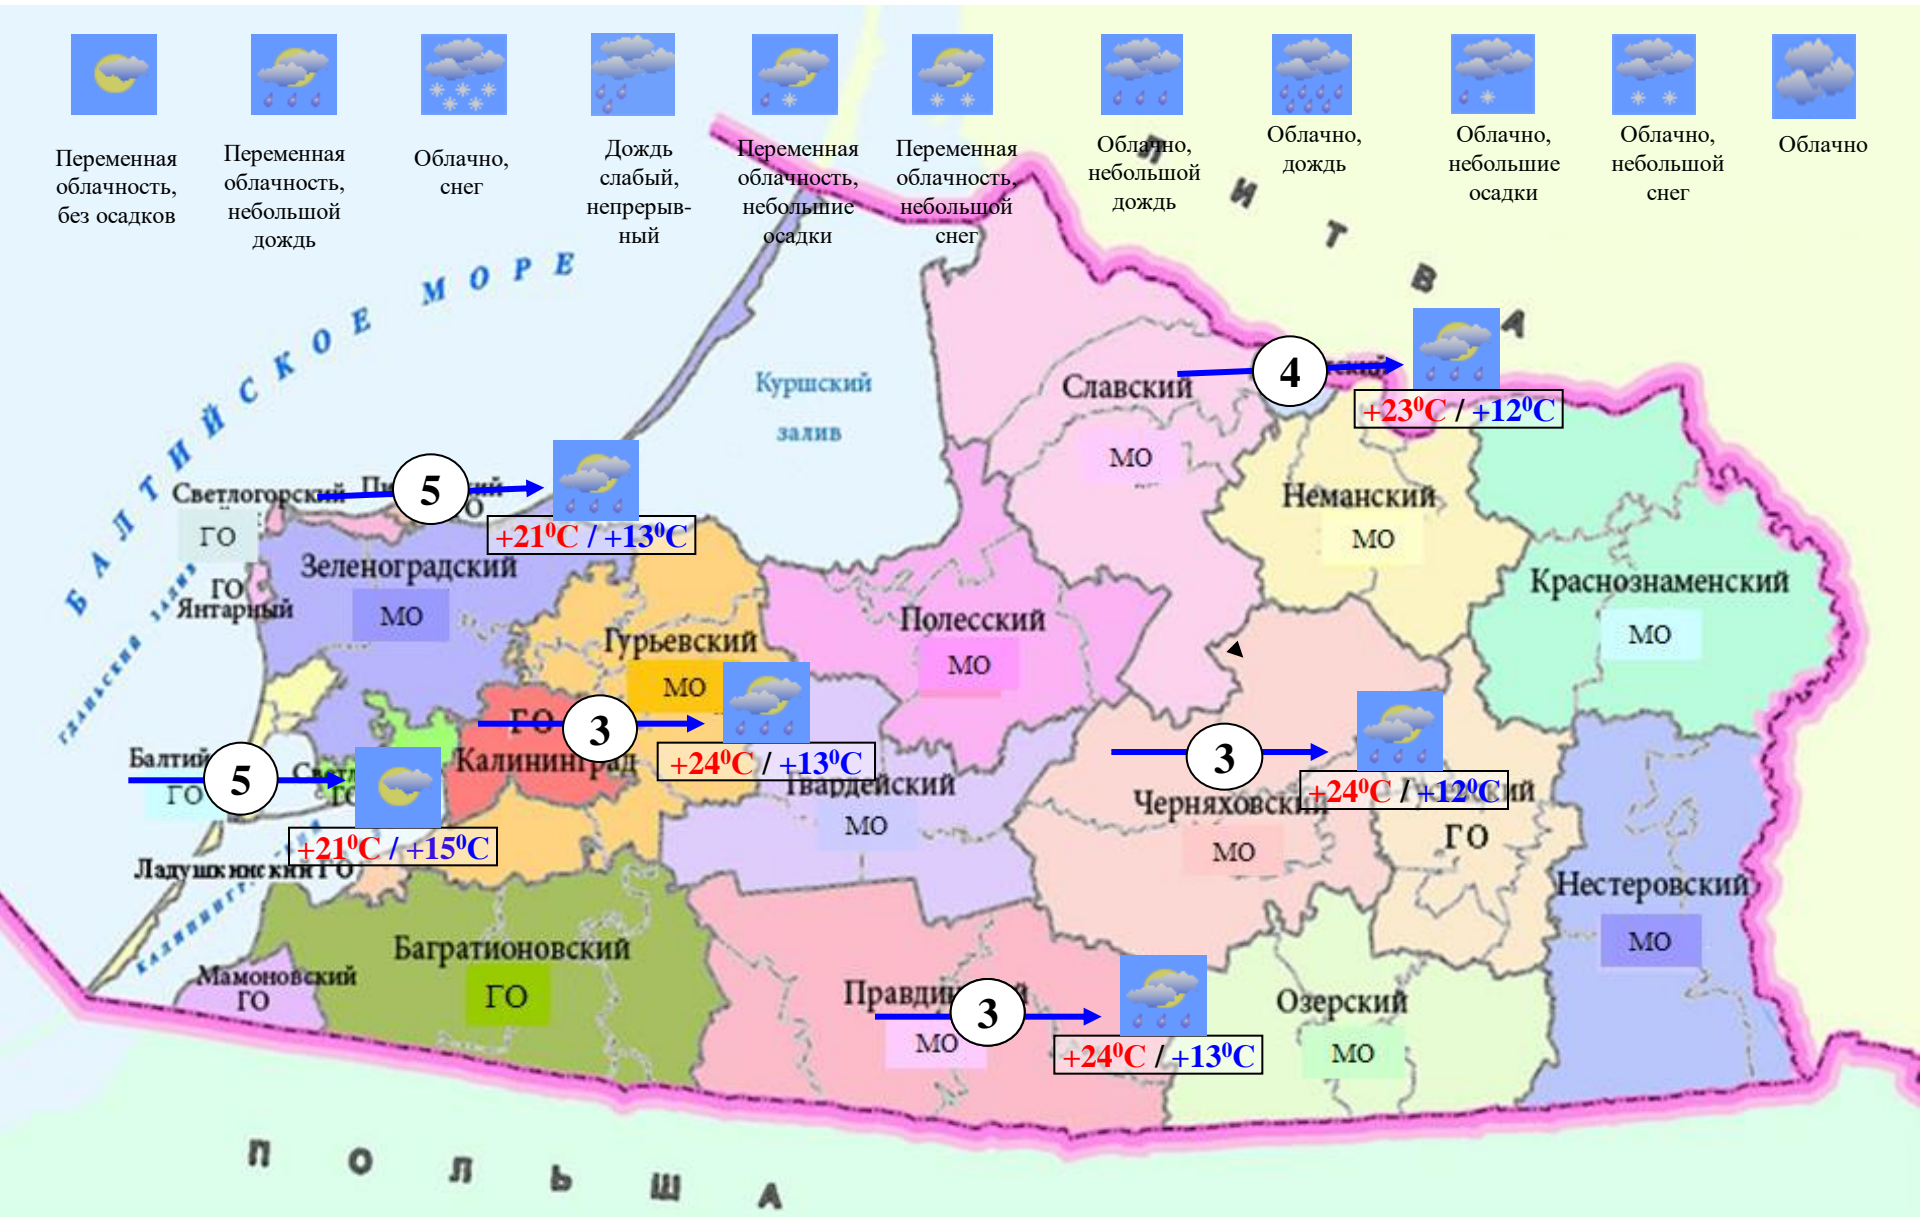 Переменная
облачность,
без осадков
Переменная
облачность,
небольшой
дождь
Облачно,
снег
Дождь
слабый,
непрерыв-
ный
Переменная
облачность,
небольшие
осадки
Переменная
облачность,
небольшой
снег
Облачно,
небольшой
дождь
Облачно,
дождь
Облачно,
небольшие
осадки
Облачно,
небольшой
снег
Облачно
ЛИТВА
БАЛТИЙСКОЕ МОРЕ
Куршский
залив
Славский
МО
4
+23⁰C / +12⁰C
Светлогорский
ГО
5
+21⁰C / +13⁰C
Неманский
МО
Зеленоградский
МО
ГО
Янтарный
Краснознаменский
МО
ГДАНЬСКИЙ ЗАЛИВ
Гурьевский
МО
Полесский
МО
ГО
Калининград
3
+24⁰C / +13⁰C
Балтий
ГО
5
ГО
+21⁰C / +15⁰C
Гвардейский
МО
3
+24⁰C / +12⁰C
Черняховский
МО
ГО
Ладушкинский ГО
Нестеровский
МО
Багратионовский
ГО
Мамоновский
ГО
3
МО
+24⁰C / +13⁰C
Озерский
МО
ПОЛЬША